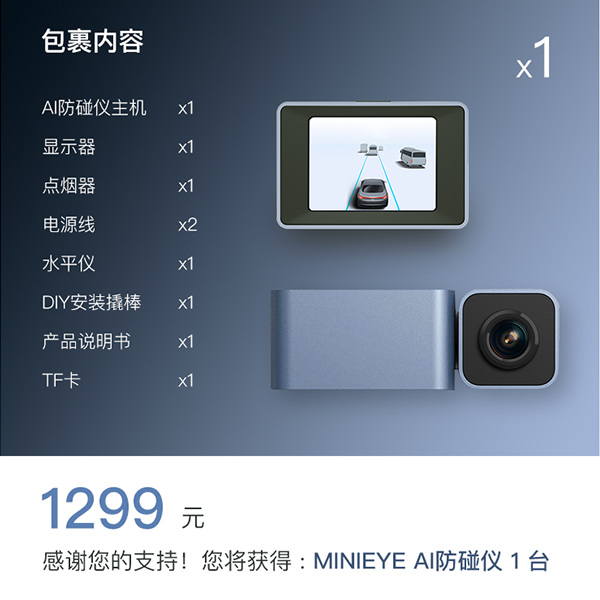 包裹内容
x1
AI防碰仪主机 x1
显示器 x1
点烟器 x1
电源线 x2
水平仪 x1
DIY安装撬棒 x1
产品说明书 x1
TF卡 x1
1299 元
感谢您的支持！您将获得：MINIEYE AI防碰仪 1 台